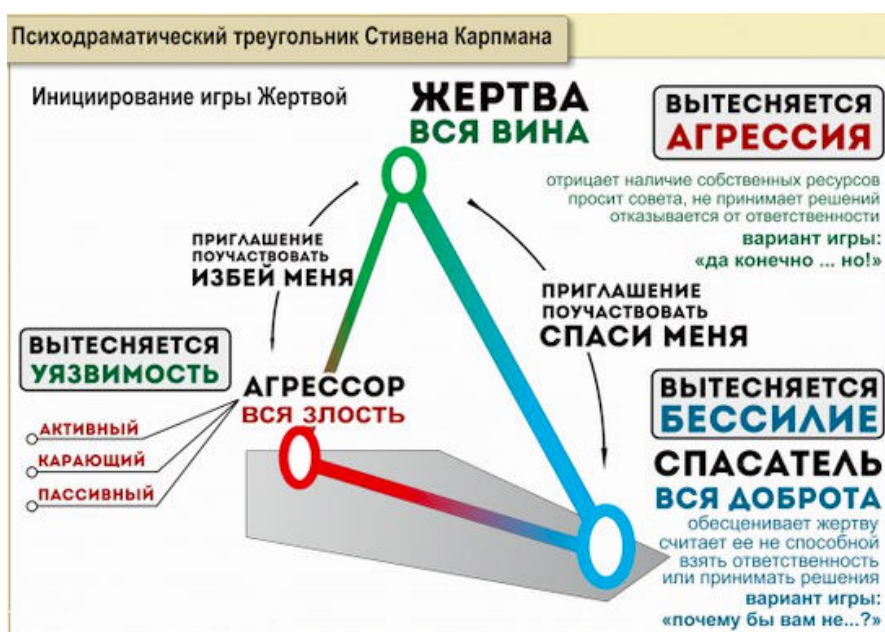 Психодраматический треугольник Стивена Карпмана
Инициирование игры Жертвой
ЖЕРТВА
ВСЯ ВИНА
ВЫТЕСНЯЕТСЯ
АГРЕССИЯ
отрицает наличие собственных ресурсов
просит совета, не принимает решений
отказывается от ответственности
вариант игры:
«да конечно ... но!»
ПРИГЛАШЕНИЕ
ПОУЧАСТВОВАТЬ
ИЗБЕЙ МЕНЯ
ПРИГЛАШЕНИЕ
ПОУЧАСТВОВАТЬ
СПАСИ МЕНЯ
ВЫТЕСНЯЕТСЯ
УЯЗВИМОСТЬ
АГРЕССОР
ВСЯ ЗЛОСТЬ
АКТИВНЫЙ
КАРАЮЩИЙ
ПАССИВНЫЙ
ВЫТЕСНЯЕТСЯ
БЕССИЛИЕ
СПАСАТЕЛЬ
ВСЯ ДОБРОТА
обесценивает жертву
считает ее не способной
взять ответственность
или принимать решения
вариант игры:
«почему бы вам не...?»